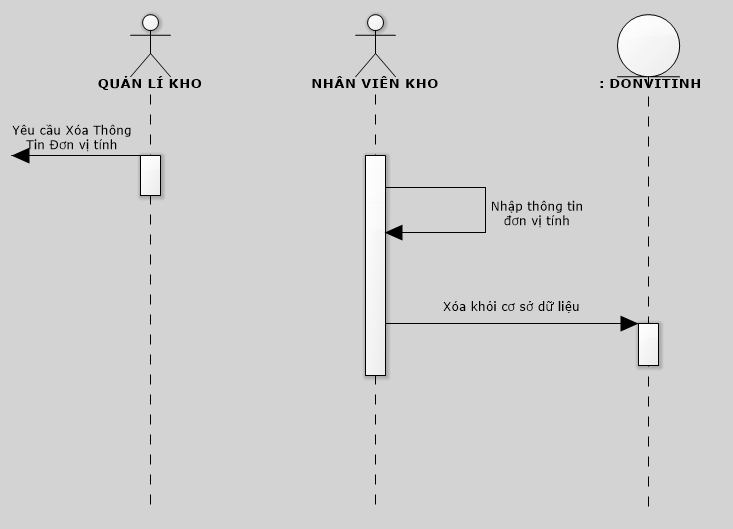 QUẢN LÍ KHO
NHÂN VIÊN KHO
: DONVITINH
Yêu cầu Xóa Thông
Tin Đơn vị tính
Nhập thông tin
đơn vị tính
Xóa khỏi cơ sở dữ liệu